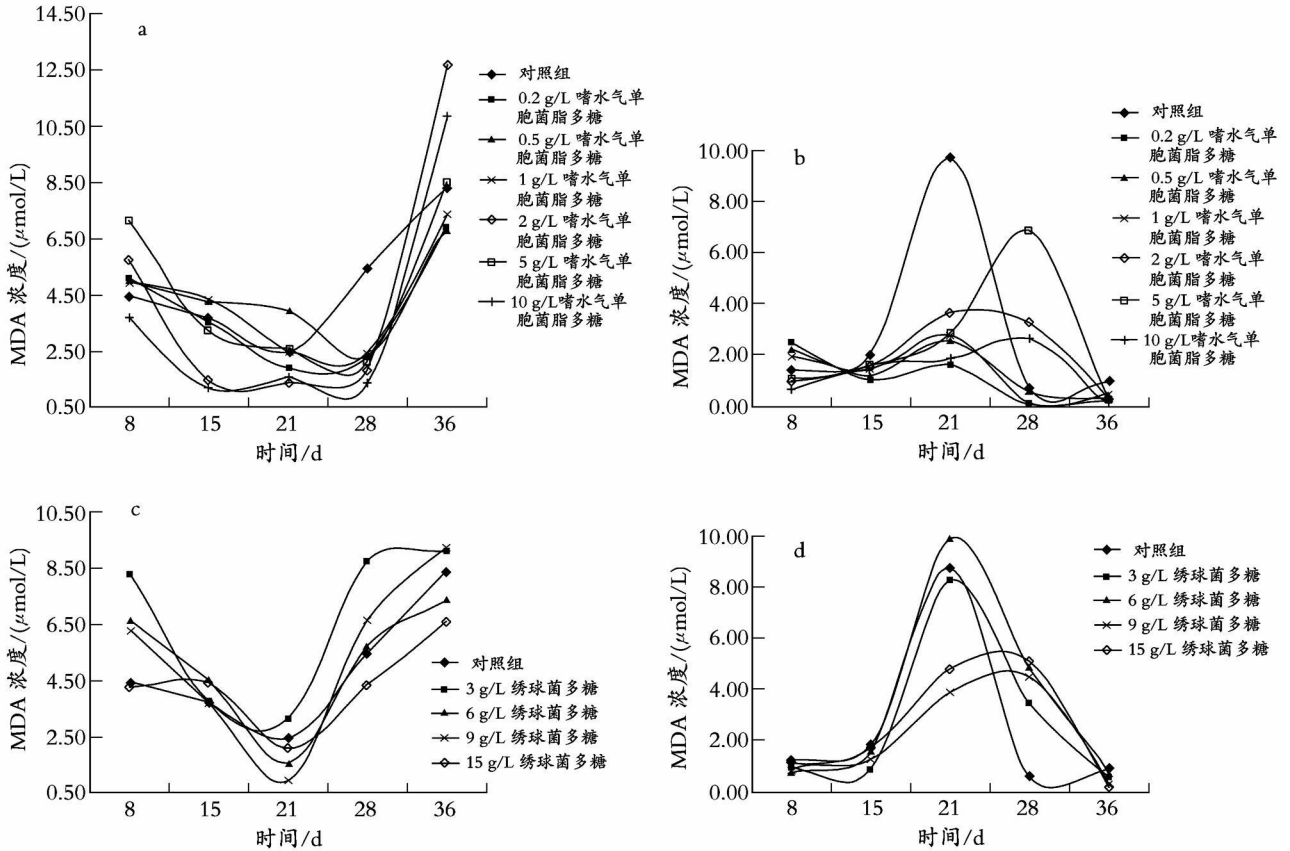 a
14.50
12.50
10.50
8.50
6.50
4.50
2.50
0.50
MDA 浓度/(μmol/L)
8 15 21 28 36
时间/d
对照组
0.2 g/L 嗜水气单
胞菌脂多糖
0.5 g/L 嗜水气单
胞菌脂多糖
1 g/L 嗜水气单
胞菌脂多糖
2 g/L 嗜水气单
胞菌脂多糖
5 g/L 嗜水气单
胞菌脂多糖
10 g/L嗜水气单
胞菌脂多糖
b
10.00
8.00
6.00
4.00
2.00
0.00
MDA 浓度/(μmol/L)
8 15 21 28 36
时间/d
对照组
0.2 g/L 嗜水气单
胞菌脂多糖
0.5 g/L 嗜水气单
胞菌脂多糖
1 g/L 嗜水气单
胞菌脂多糖
2 g/L 嗜水气单
胞菌脂多糖
5 g/L 嗜水气单
胞菌脂多糖
10 g/L嗜水气单
胞菌脂多糖
c
10.50
8.50
6.50
4.50
2.50
0.50
MDA 浓度/(μmol/L)
8 15 21 28 36
时间/d
对照组
3 g/L 绣球菌多糖
6 g/L 绣球菌多糖
9 g/L 绣球菌多糖
15 g/L 绣球菌多糖
d
10.00
8.00
6.00
4.00
2.00
0.00
MDA 浓度/(μmol/L)
8 15 21 28 36
时间/d
对照组
3 g/L 绣球菌多糖
6 g/L 绣球菌多糖
9 g/L 绣球菌多糖
15 g/L 绣球菌多糖